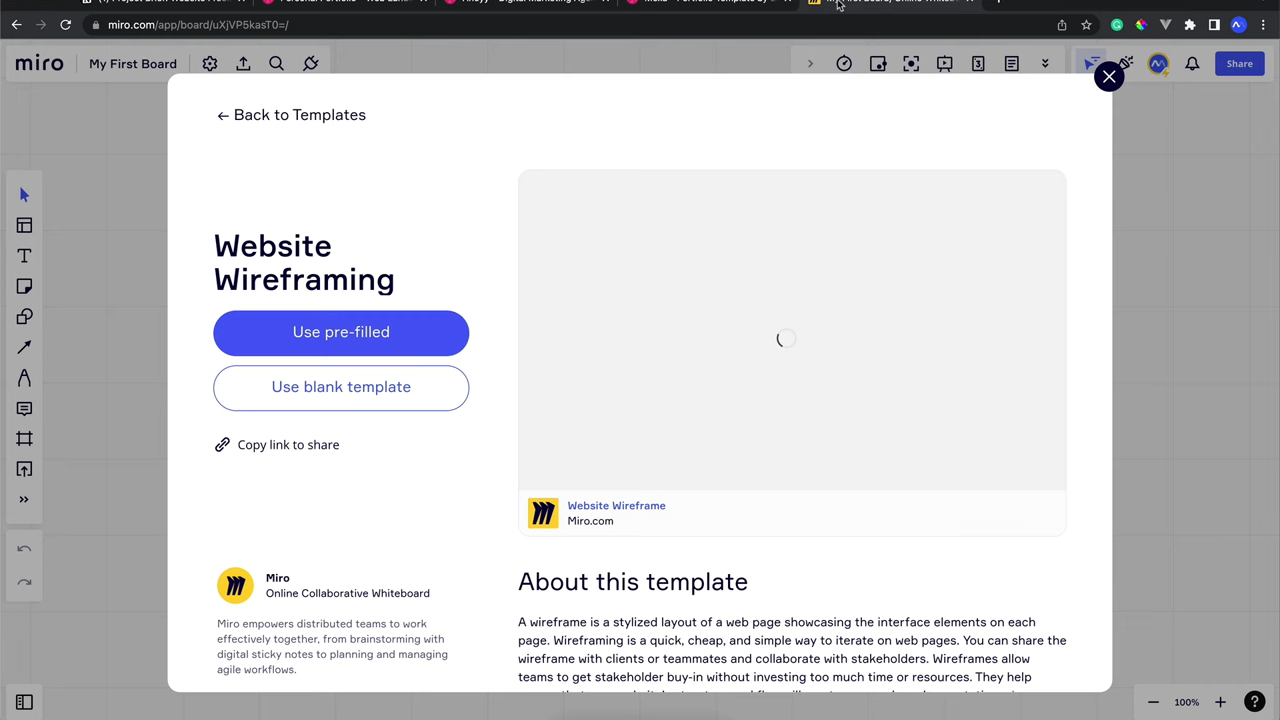 miro.com/app/board/uXjVP5kasT0=/
miro
My First Board
3
Share
← Back to Templates
Website
Wireframing
Use pre-filled
Use blank template
Copy link to share
Website Wireframe
Miro.com
Miro
Online Collaborative Whiteboard
Miro empowers distributed teams to work
effectively together, from brainstorming with
digital sticky notes to planning and managing
agile workflows.
About this template
A wireframe is a stylized layout of a web page showcasing the interface elements on each
page. Wireframing is a quick, cheap, and simple way to iterate on web pages. You can share the
wireframe with clients or teammates and collaborate with stakeholders. Wireframes allow
teams to get stakeholder buy-in without investing too much time or resources. They help
100%